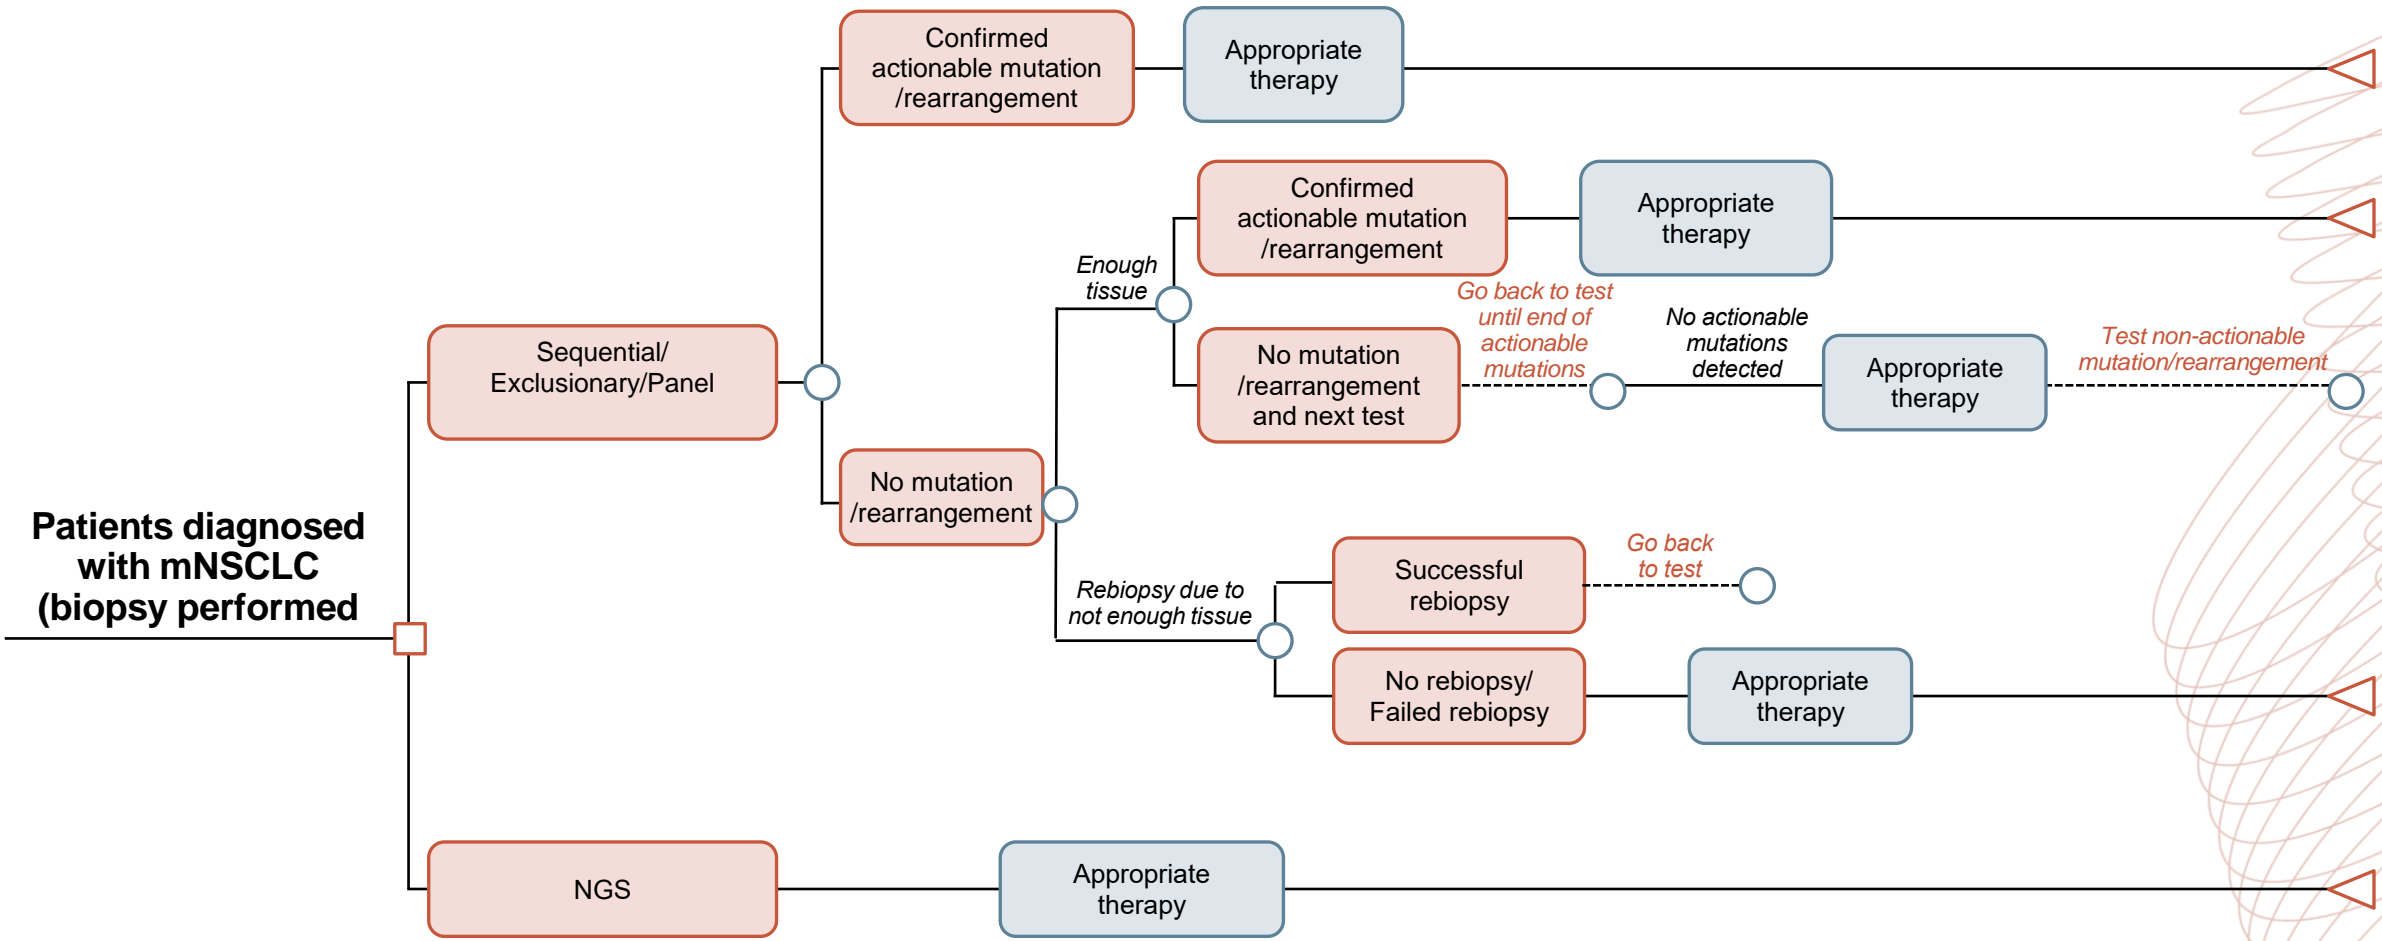 Confirmed
actionable mutation
/rearrangement
Appropriate
therapy
Confirmed
actionable mutation
/rearrangement
Appropriate
therapy
Enough
tissue
Go back to test
until end of
actionable
mutations
No actionable
mutations
detected
Test non-actionable
mutation/rearrangement
Sequential/
Exclusionary/Panel
No mutation
/rearrangement
and next test
Appropriate
therapy
No mutation
/rearrangement
Patients diagnosed
with mNSCLC
(biopsy performed
Rebiopsy due to
not enough tissue
Successful
rebiopsy
Go back
to test
No rebiopsy/
Failed rebiopsy
Appropriate
therapy
NGS
Appropriate
therapy